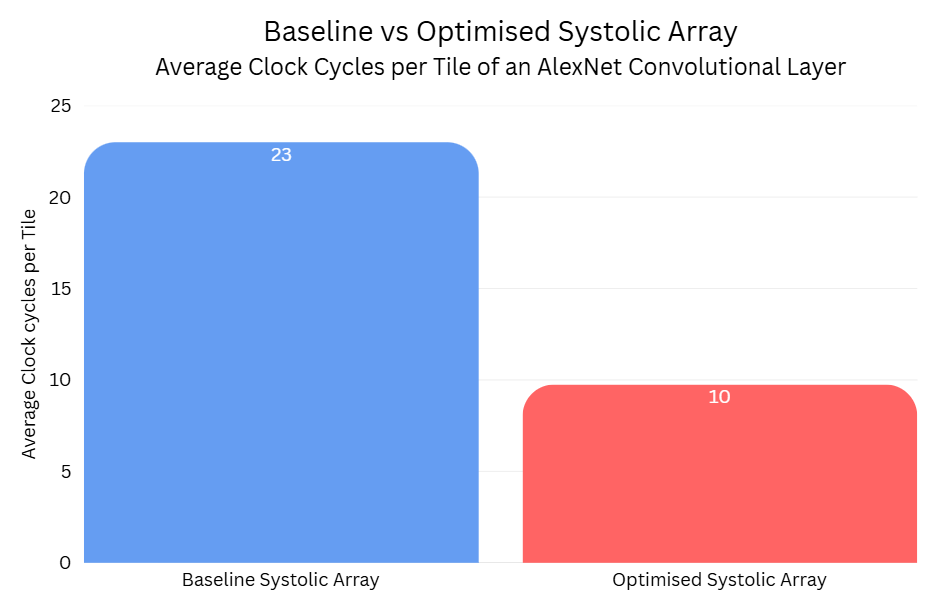 Baseline vs Optimised Systolic Array
Average Clock Cycles per Tile of an AlexNet Convolutional Layer
Average Clock cycles per Tile
25
20
15
10
5
0
23
10
Baseline Systolic Array
Optimised Systolic Array